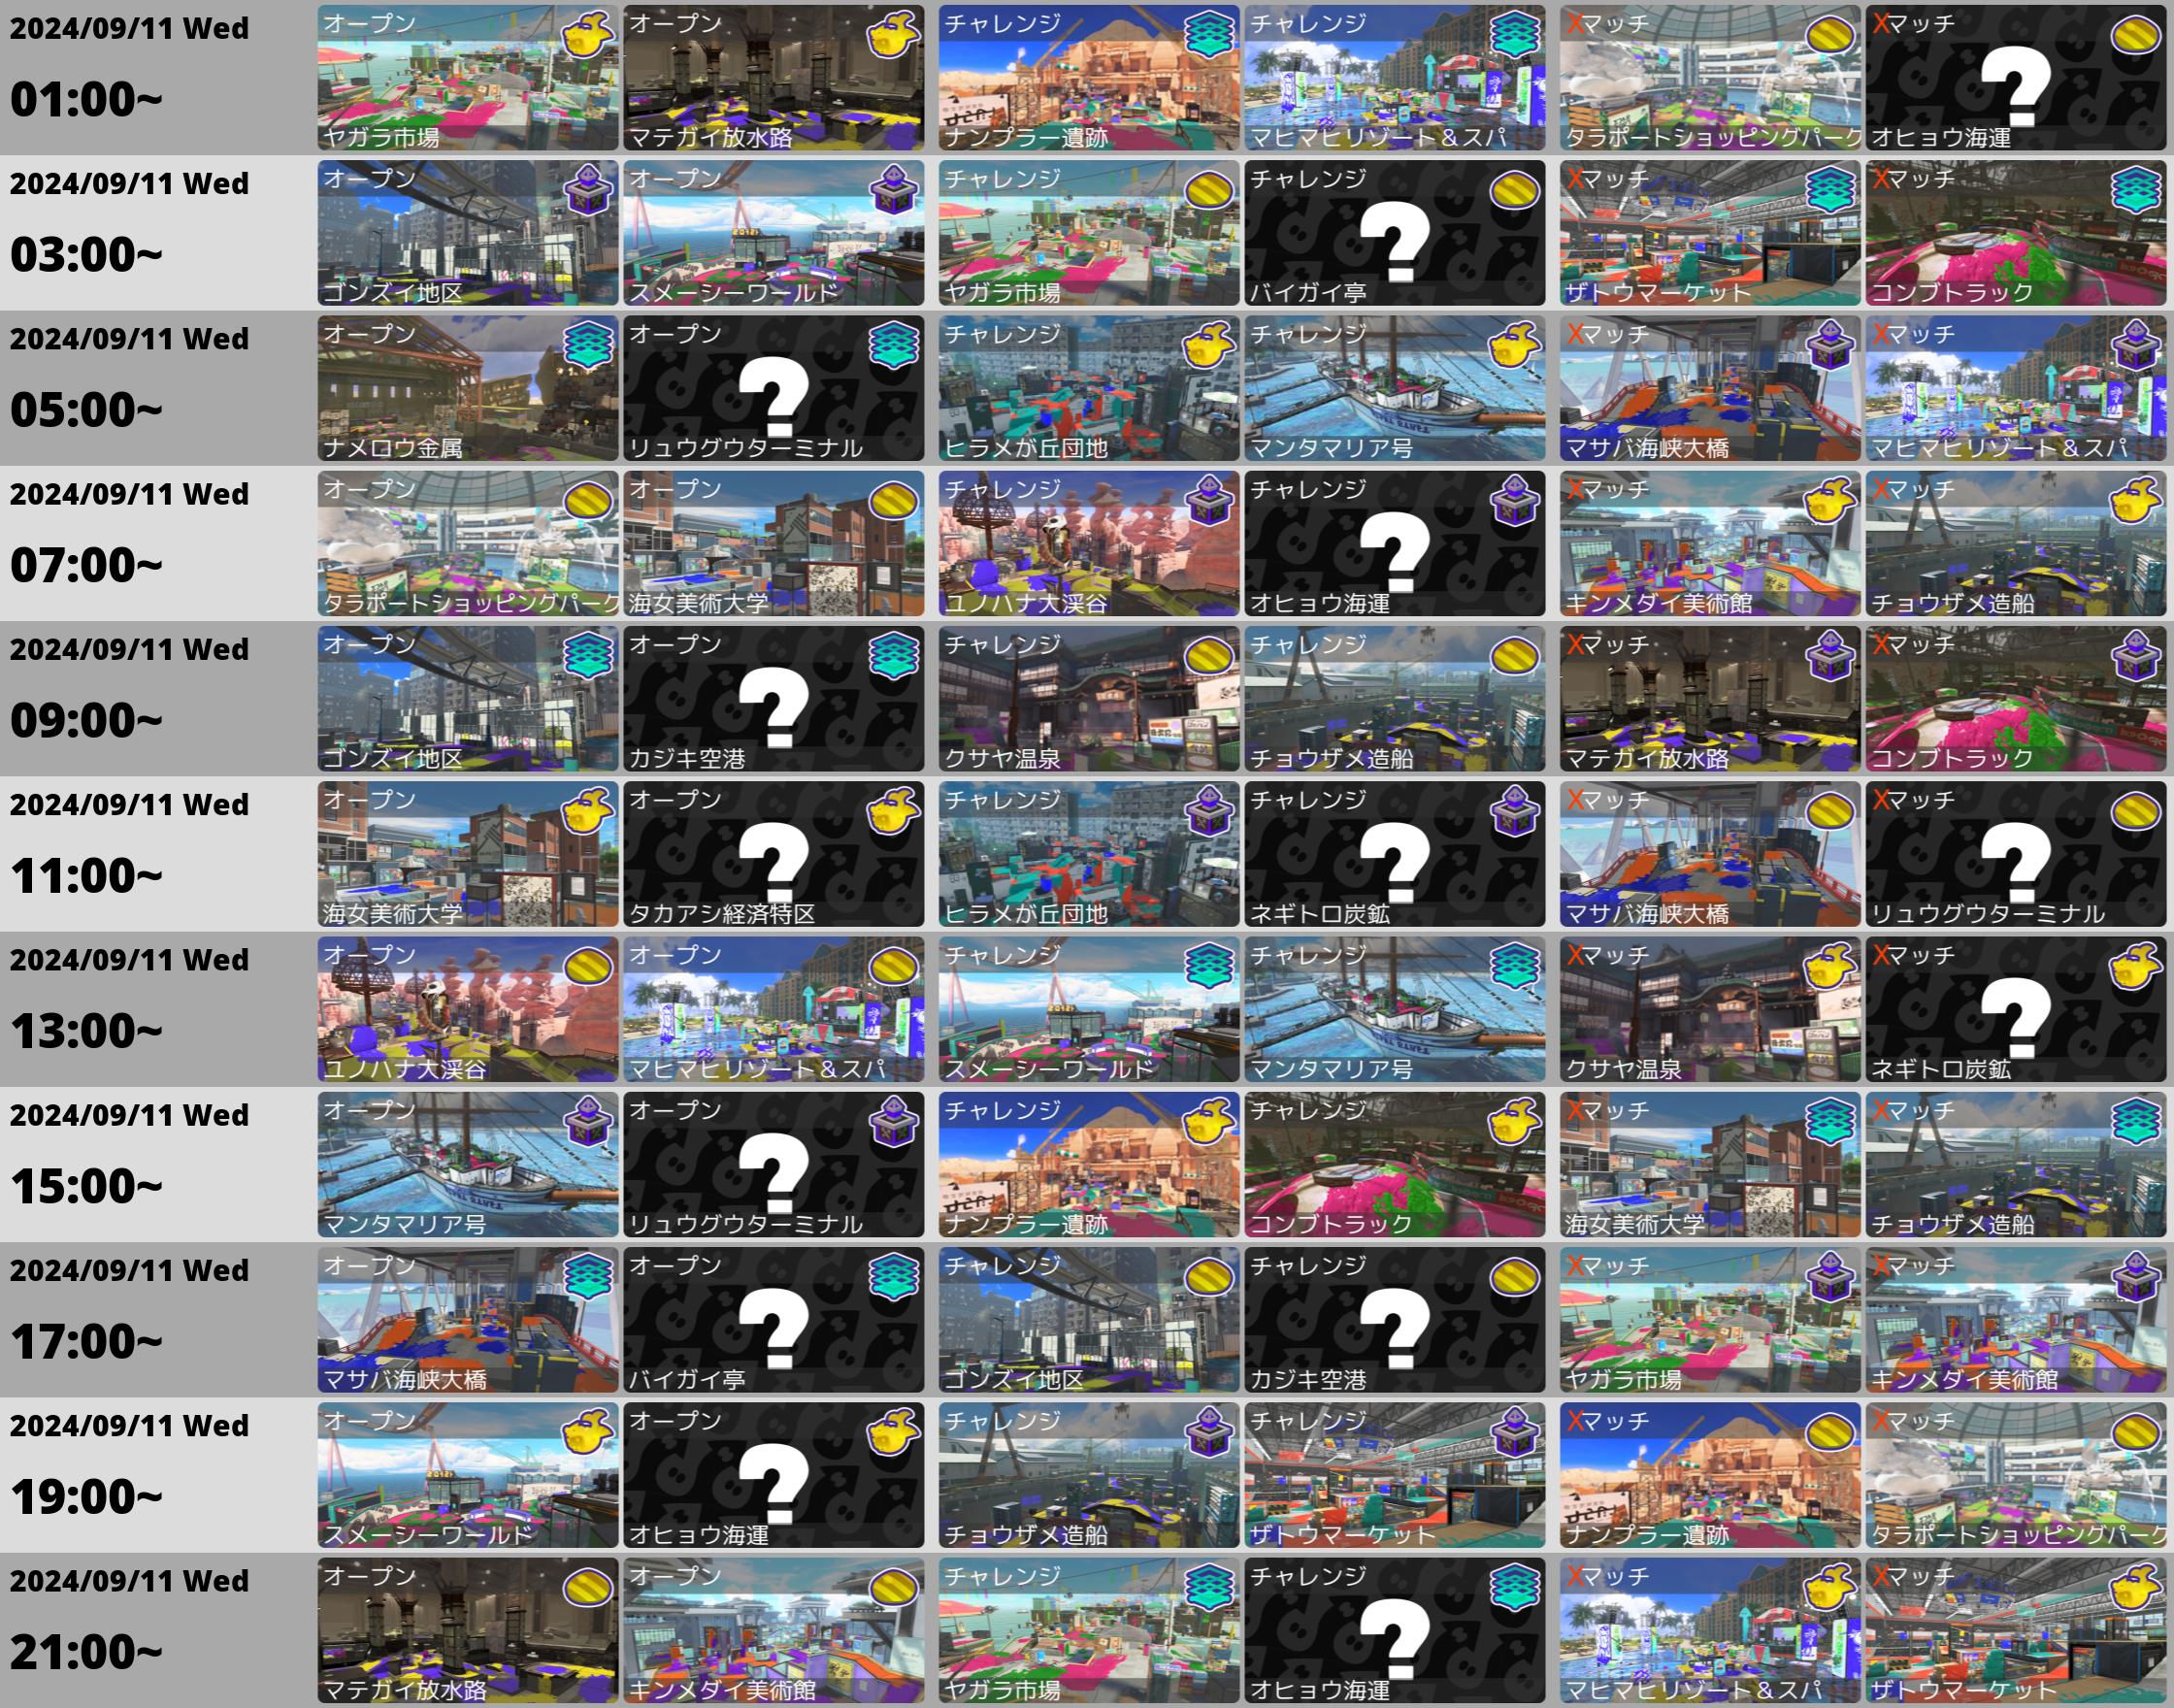 2024/09/11 Wed
01:00~
オープン
ヤガラ市場
オープン
マテガイ放水路
チャレンジ
ナンプラー遺跡
チャレンジ
マヒマヒリゾート＆スパ
Xマッチ
タラポートショッピングパーク
Xマッチ
?
オヒョウ海運
2024/09/11 Wed
03:00~
オープン
ゴンズイ地区
オープン
スメーシーワールド
チャレンジ
ヤガラ市場
チャレンジ
?
バイガイ亭
Xマッチ
ザトウマーケット
Xマッチ
コンブトラック
2024/09/11 Wed
05:00~
オープン
ナメロウ金属
オープン
?
リュウグウターミナル
チャレンジ
ヒラメが丘団地
チャレンジ
マンタマリア号
Xマッチ
マサバ海峡大橋
Xマッチ
マヒマヒリゾート＆スパ
2024/09/11 Wed
07:00~
オープン
タラポートショッピングパーク
オープン
海女美術大学
チャレンジ
ユノハナ大渓谷
チャレンジ
?
オヒョウ海運
Xマッチ
キンメダイ美術館
Xマッチ
チョウザメ造船
2024/09/11 Wed
09:00~
オープン
ゴンズイ地区
オープン
?
カジキ空港
チャレンジ
クサヤ温泉
チャレンジ
チョウザメ造船
Xマッチ
マテガイ放水路
Xマッチ
コンブトラック
2024/09/11 Wed
11:00~
オープン
海女美術大学
オープン
?
タカアシ経済特区
チャレンジ
ヒラメが丘団地
チャレンジ
?
ネギトロ炭鉱
Xマッチ
マサバ海峡大橋
Xマッチ
?
リュウグウターミナル
2024/09/11 Wed
13:00~
オープン
ユノハナ大渓谷
オープン
マヒマヒリゾート＆スパ
チャレンジ
スメーシーワールド
チャレンジ
マンタマリア号
Xマッチ
クサヤ温泉
Xマッチ
?
ネギトロ炭鉱
2024/09/11 Wed
15:00~
オープン
マンタマリア号
オープン
?
リュウグウターミナル
チャレンジ
ナンプラー遺跡
チャレンジ
コンブトラック
Xマッチ
海女美術大学
Xマッチ
チョウザメ造船
2024/09/11 Wed
17:00~
オープン
マサバ海峡大橋
オープン
?
バイガイ亭
チャレンジ
ゴンズイ地区
チャレンジ
?
カジキ空港
Xマッチ
ヤガラ市場
Xマッチ
キンメダイ美術館
2024/09/11 Wed
19:00~
オープン
スメーシーワールド
オープン
?
オヒョウ海運
チャレンジ
チョウザメ造船
チャレンジ
ザトウマーケット
Xマッチ
ナンプラー遺跡
Xマッチ
タラポートショッピングパーク
2024/09/11 Wed
21:00~
オープン
マテガイ放水路
オープン
キンメダイ美術館
チャレンジ
ヤガラ市場
チャレンジ
?
オヒョウ海運
Xマッチ
マヒマヒリゾート＆スパ
Xマッチ
ザトウマーケット